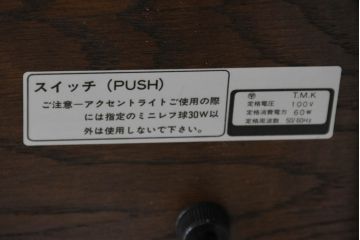 スイッチ (PUSH)
ご注意ーアクセントライトご使用の際
には指定のミニレフ球30W以
外は使用しないで下さい。
T.M.K
定格電圧 100V
定格消費電力 60W
定格周波数 50/60Hz